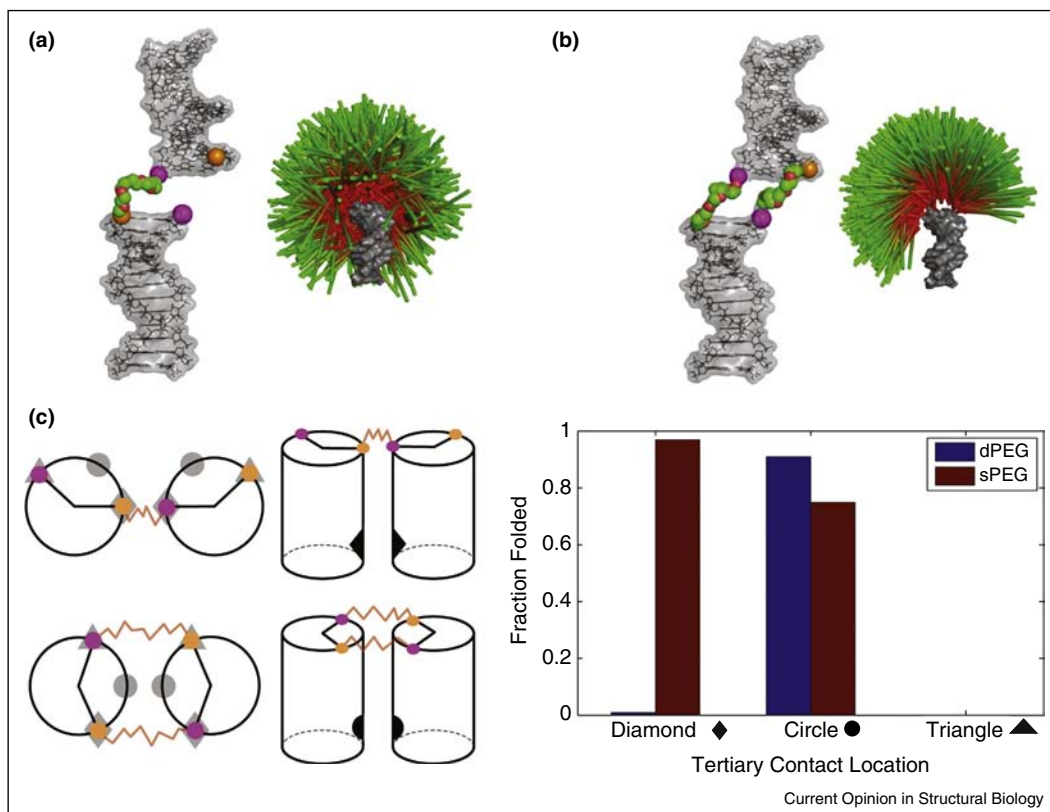 (a)
(b)
(c)
Fraction Folded
1
0.8
0.6
0.4
0.2
0
dPEG
sPEG
Diamond ♦ Circle ● Triangle ▲
Tertiary Contact Location
Current Opinion in Structural Biology